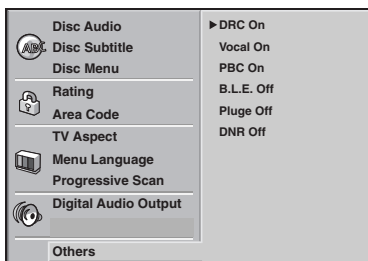 Disc Audio
ABC
Disc Subtitle
Disc Menu
Rating
Area Code
TV Aspect
Menu Language
Progressive Scan
Digital Audio Output
Others
DRC On
Vocal On
PBC On
B.L.E. Off
Pluge Off
DNR Off